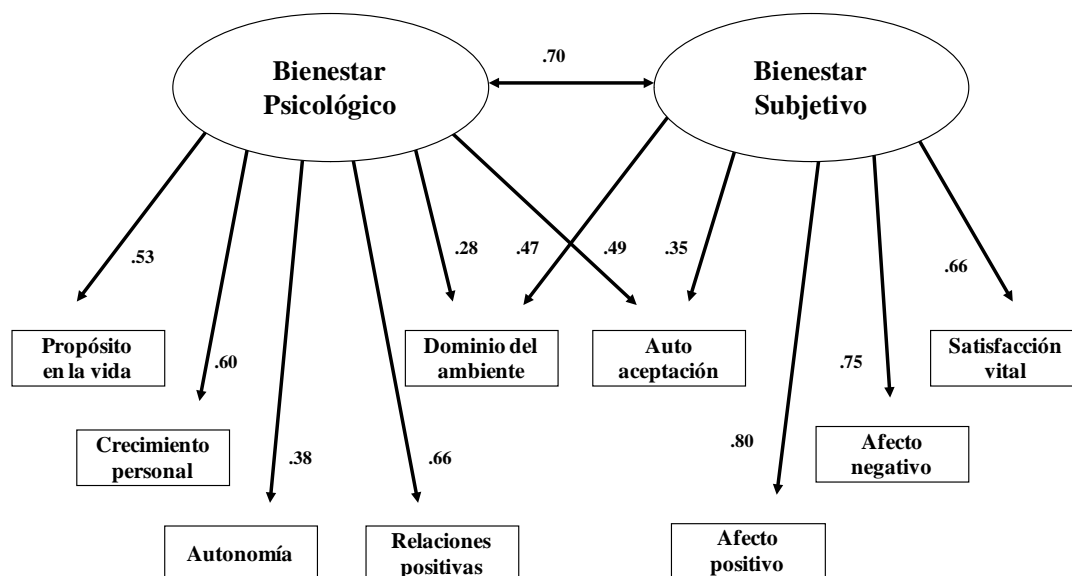 Bienestar
Psicológico
.70
Bienestar
Subjetivo
.53
.60
.38
.66
.28
.47
.49
.35
.80
.75
.66
Propósito
en la vida
Crecimiento
personal
Autonomía
Relaciones
positivas
Dominio del
ambiente
Auto
aceptación
Afecto
positivo
Afecto
negativo
Satisfacción
vital